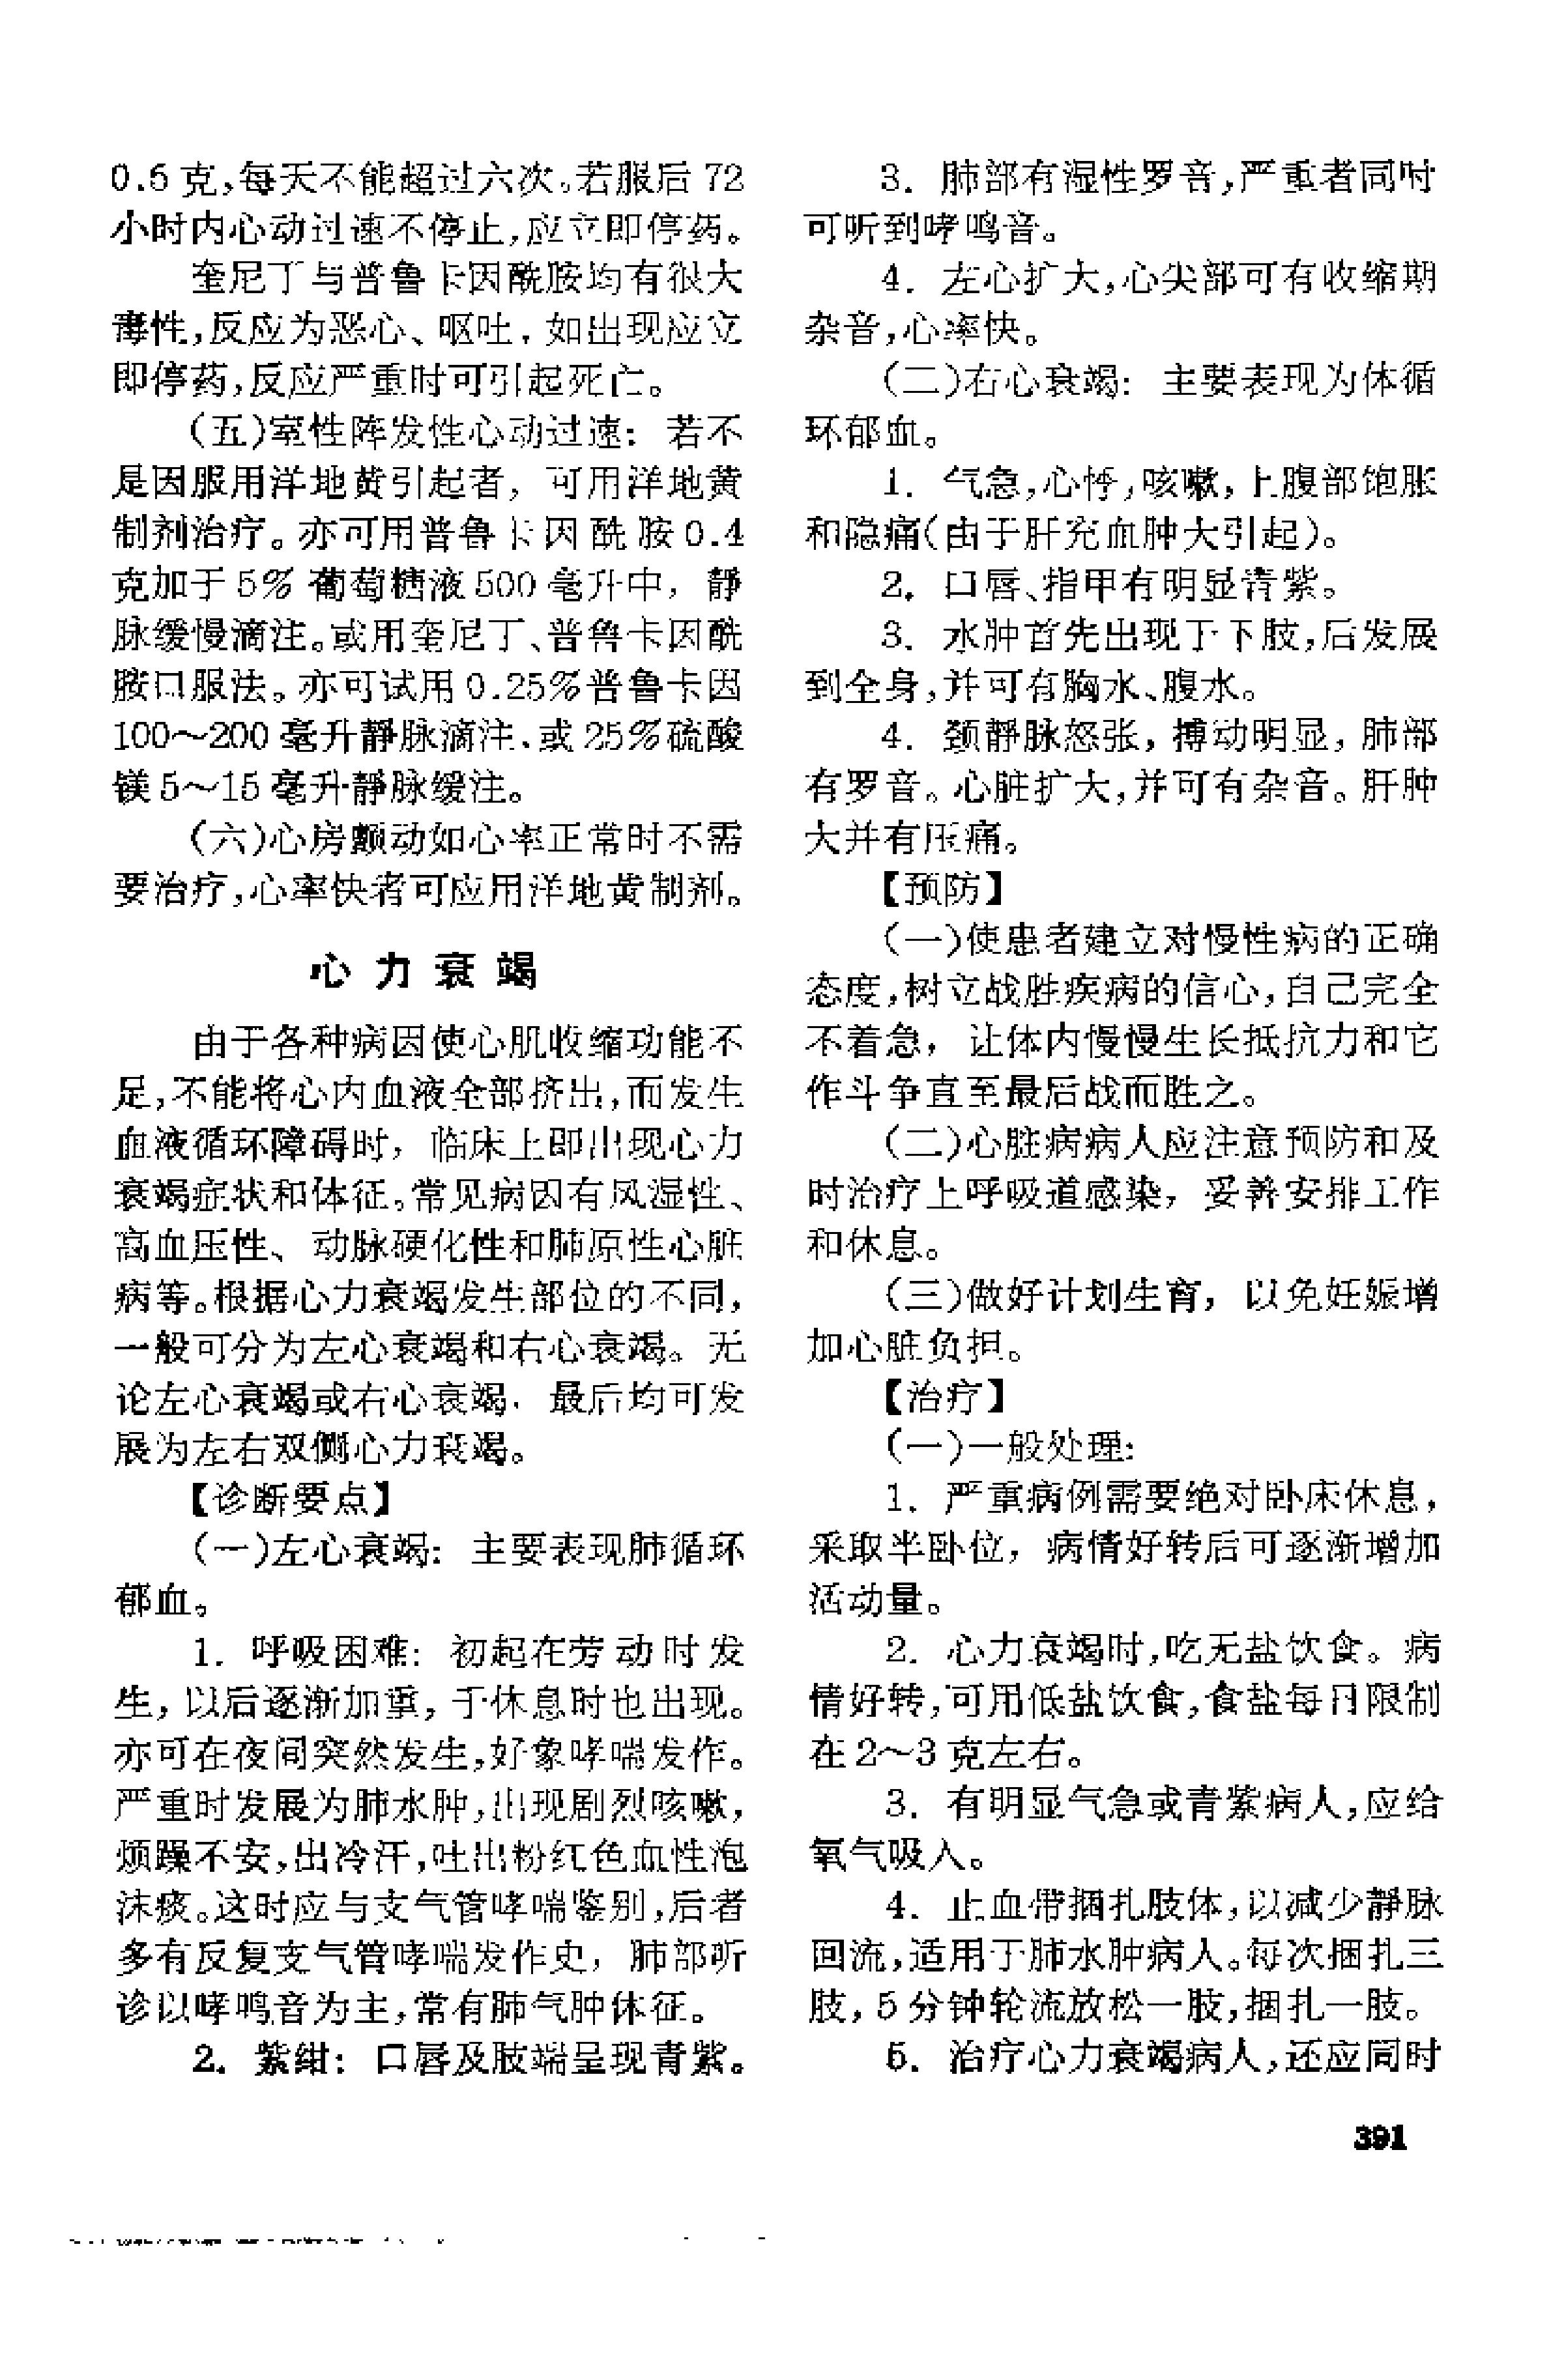 0.6 克,每天不能超过六次。若服后 72
小时内心动过速不停止,应立即停药。
奎尼丁与普鲁卡因酰胺均有很大
毒性,反应为恶心、呕吐,如出现应立
即停药,反应严重时可引起死亡。
(五)室性阵发性心动过速: 若不
是因服用洋地黄引起者, 可用洋地黄
制剂治疗。亦可用普鲁卡因酰胺 0.4
克加于 5% 葡萄糖液 500 毫升中, 静
脉缓慢滴注。或用奎尼丁、普鲁卡因酰
胺口服法。亦可试用 0.25% 普鲁卡因
100～200 毫升静脉滴注、或 25% 硫酸
镁 5～15 毫升静脉缓注。
(六)心房颤动如心率正常时不需
要治疗,心率快者可应用洋地黄制剂。
心力衰竭
由于各种病因使心肌收缩功能不
足,不能将心内血液全部挤出,而发生
血液循环障碍时, 临床上即出现心力
衰竭症状和体征。常见病因有风湿性、
高血压性、动脉硬化性和肺原性心脏
病等。根据心力衰竭发生部位的不同,
一般可分为左心衰竭和右心衰竭。无
论左心衰竭或右心衰竭, 最后均可发
展为左右双侧心力衰竭。
【诊断要点】
(一)左心衰竭: 主要表现肺循环
郁血。
1. 呼吸困难: 初起在劳动时发
生, 以后逐渐加重, 于休息时也出现。
亦可在夜间突然发生,好象哮喘发作。
严重时发展为肺水肿,出现剧烈咳嗽,
烦躁不安,出冷汗,吐出粉红色血性泡
沫痰。这时应与支气管哮喘鉴别,后者
多有反复支气管哮喘发作史, 肺部听
诊以哮鸣音为主,常有肺气肿体征。
2. 紫绀: 口唇及肢端呈现青紫。
3. 肺部有湿性罗音,严重者同时
可听到哮鸣音。
4. 左心扩大,心尖部可有收缩期
杂音,心率快。
(二)右心衰竭: 主要表现为体循
环郁血。
1. 气急,心悸,咳嗽,上腹部饱胀
和隐痛(由于肝充血肿大引起)。
2. 口唇、指甲有明显青紫。
3. 水肿首先出现于下肢,后发展
到全身,并可有胸水、腹水。
4. 颈静脉怒张, 搏动明显, 肺部
有罗音。心脏扩大,并可有杂音。肝肿
大并有压痛。
【预防】
(一)使患者建立对慢性病的正确
态度,树立战胜疾病的信心,自己完全
不着急, 让体内慢慢生长抵抗力和它
作斗争直至最后战而胜之。
(二)心脏病病人应注意预防和及
时治疗上呼吸道感染, 妥善安排工作
和休息。
(三)做好计划生育, 以免妊娠增
加心脏负担。
【治疗】
(一)一般处理:
1. 严重病例需要绝对卧床休息,
采取半卧位, 病情好转后可逐渐增加
活动量。
2. 心力衰竭时,吃无盐饮食。病
情好转,可用低盐饮食,食盐每日限制
在 2～3 克左右。
3. 有明显气急或青紫病人,应给
氧气吸入。
4. 止血带捆扎肢体,以减少静脉
回流,适用于肺水肿病人。每次捆扎三
肢, 5 分钟轮流放松一肢,捆扎一肢。
5. 治疗心力衰竭病人,还应同时
391